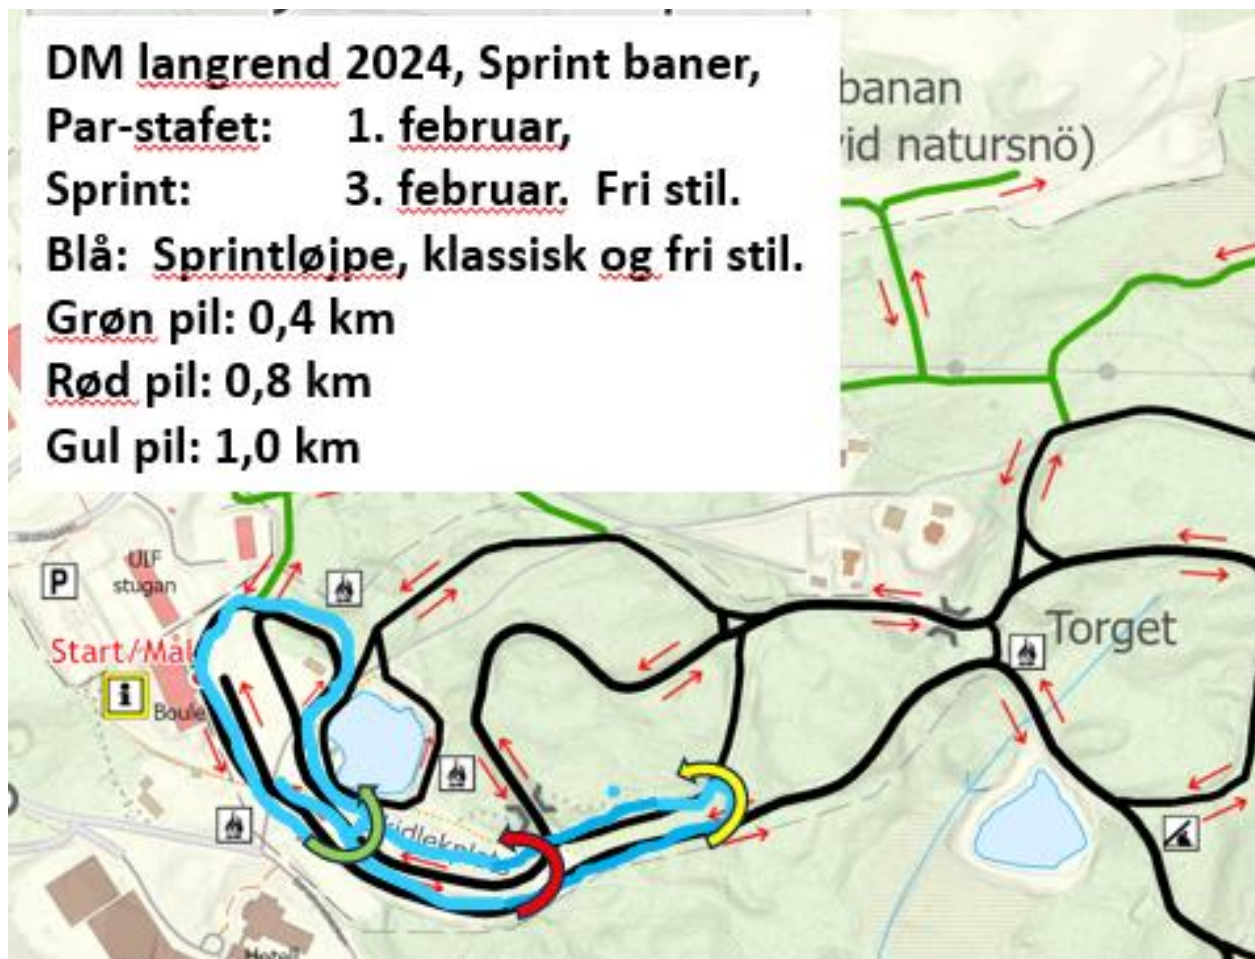 DM langrend 2024, Sprint baner,
Par-stafet: 1. februar,
Sprint: 3. februar. Fri stil.
Blå: Sprintløjpe, klassisk og fri stil.
Grøn pil: 0,4 km
Rød pil: 0,8 km
Gul pil: 1,0 km
banan
vid natursnö)
P
ULF
stugan
Start/Mål
i
Boule
Torget
Hotell